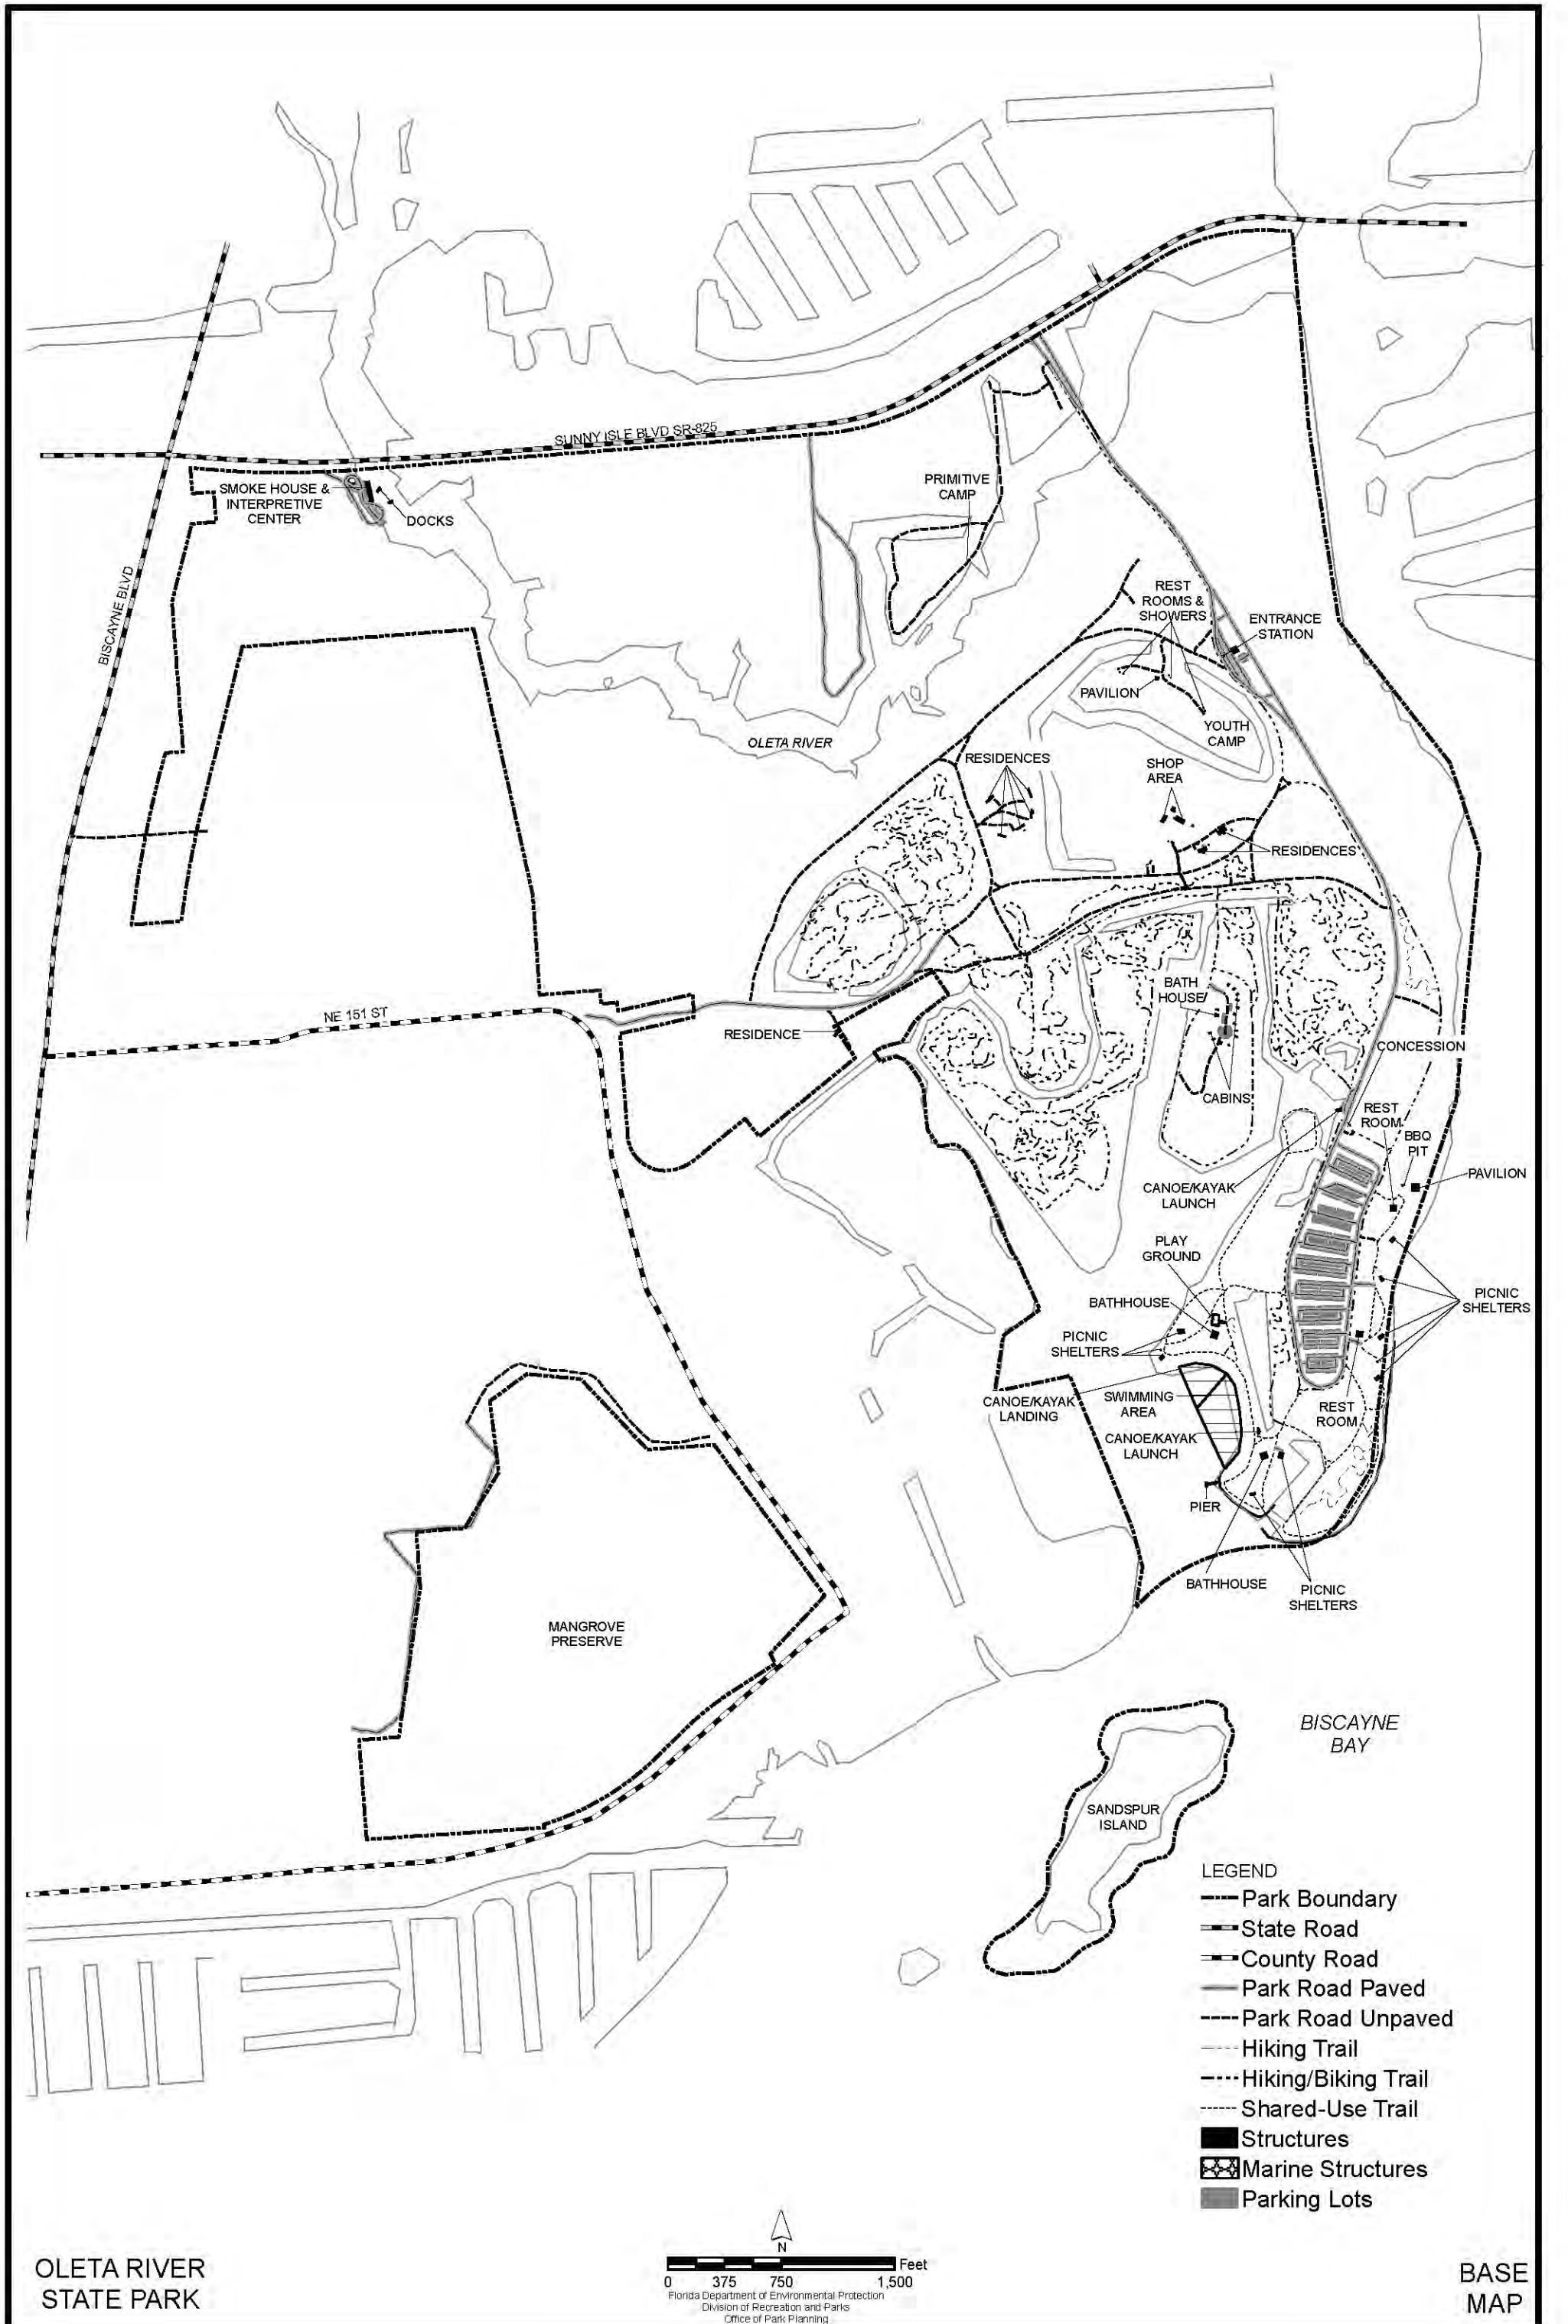 SUNNY ISLE BLVD SR-825
SMOKE HOUSE &
INTERPRETIVE
CENTER
DOCKS
PRIMITIVE
CAMP
BISCAYNE BLVD
REST
ROOMS &
SHOWERS
ENTRANCE
STATION
PAVILION
YOUTH
CAMP
OLETA RIVER
RESIDENCES
SHOP
AREA
RESIDENCES
BATH
HOUSE
NE 151 ST
RESIDENCE
CONCESSION
CABINS
REST
ROOM
BBQ
PIT
PAVILION
CANOE/KAYAK
LAUNCH
PLAY
GROUND
BATHHOUSE
PICNIC
SHELTERS
PICNIC
SHELTERS
CANOE/KAYAK
LANDING
SWIMMING
AREA
REST
ROOM
CANOE/KAYAK
LAUNCH
PIER
BATHHOUSE
PICNIC
SHELTERS
MANGROVE
PRESERVE
BISCAYNE
BAY
SANDSPUR
ISLAND
LEGEND
Park Boundary
State Road
County Road
Park Road Paved
Park Road Unpaved
Hiking Trail
Hiking/Biking Trail
Shared-Use Trail
Structures
Marine Structures
Parking Lots
N
Feet
0 375 750 1,500
Florida Department of Environmental Protection
Division of Recreation and Parks
Office of Park Planning
OLETA RIVER
STATE PARK
BASE
MAP